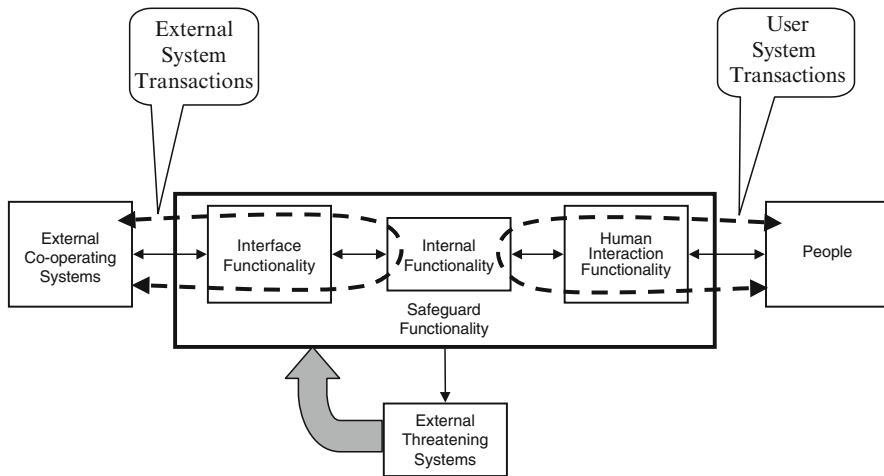 External
System
Transactions
User
System
Transactions
External
Co-operating
Systems
Interface
Functionality
Internal
Functionality
Human
Interaction
Functionality
People
Safeguard
Functionality
External
Threatening
Systems